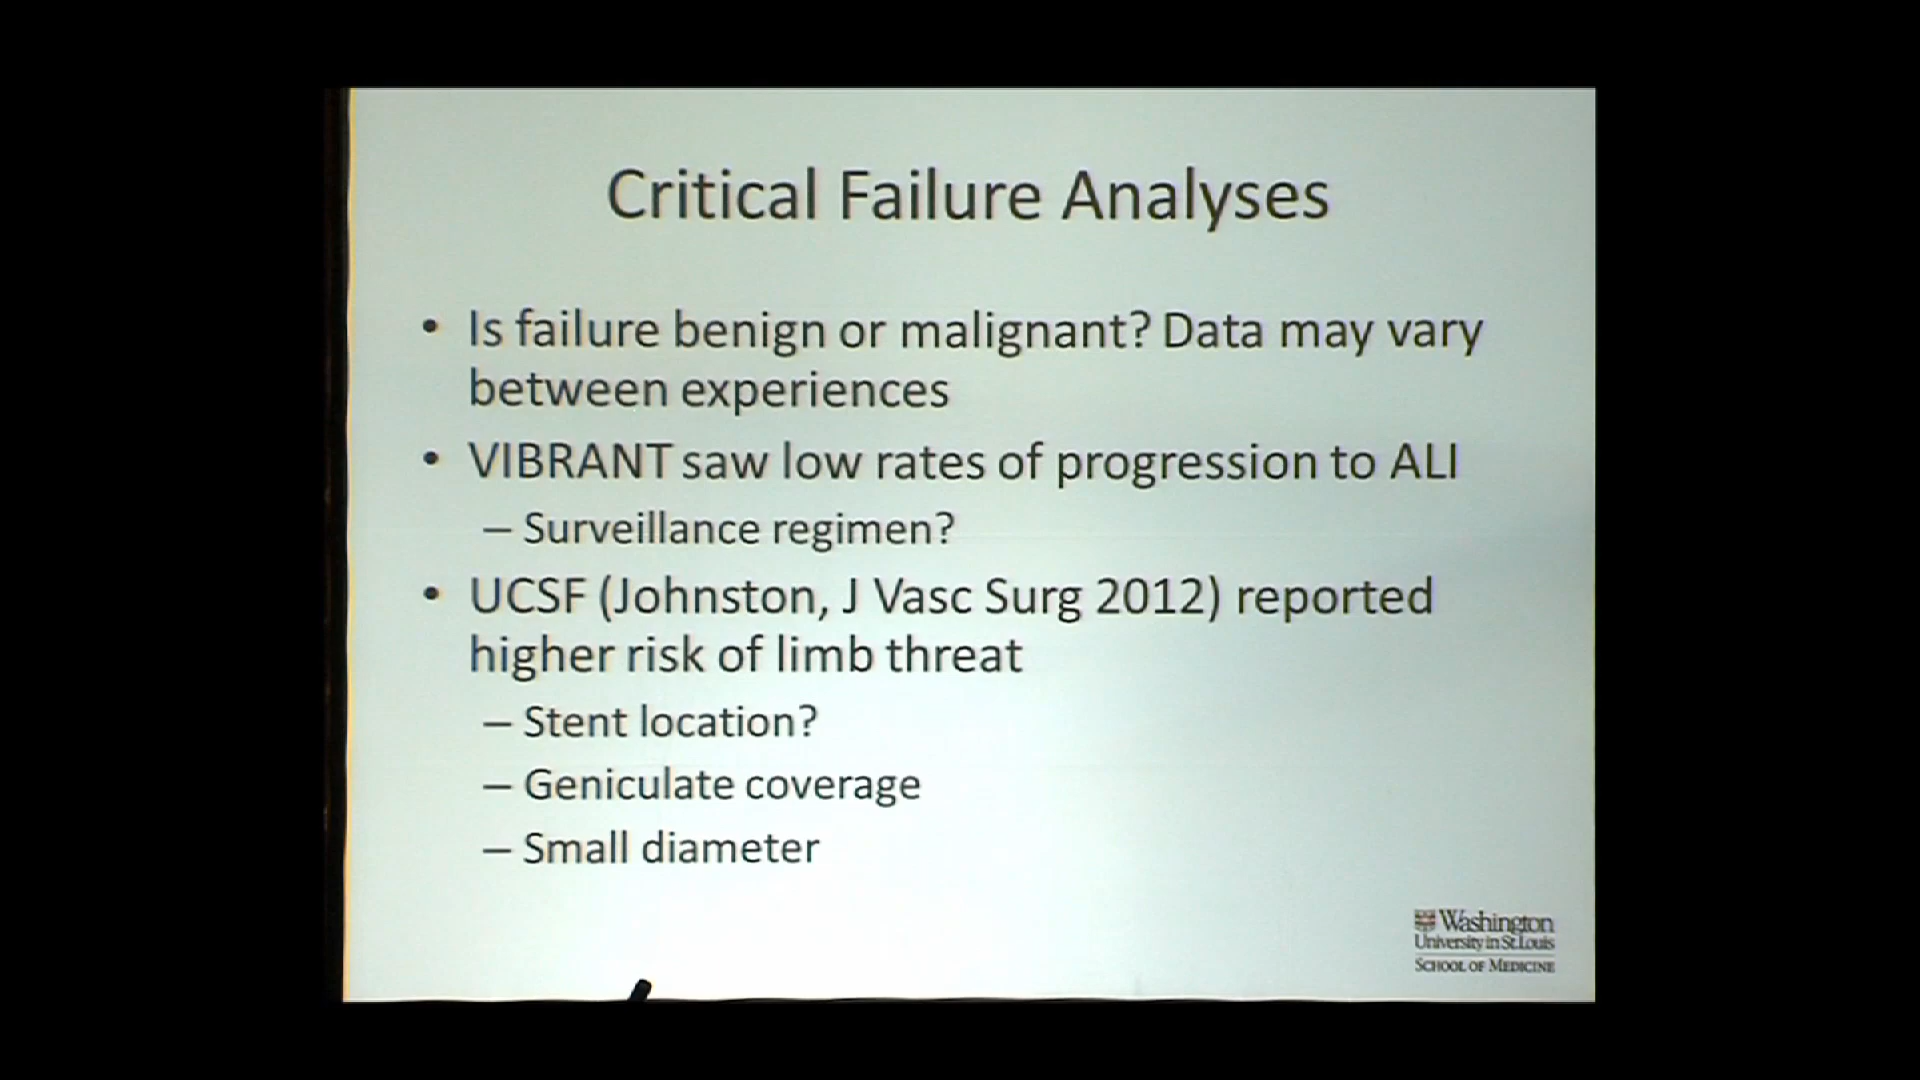 Critical Failure Analyses
• Is failure benign or malignant? Data may vary
between experiences
• VIBRANT saw low rates of progression to ALI
– Surveillance regimen?
• UCSF (Johnston, J Vasc Surg 2012) reported
higher risk of limb threat
– Stent location?
– Geniculate coverage
– Small diameter
Washington
University in St. Louis
SCHOOL OF MEDICINE